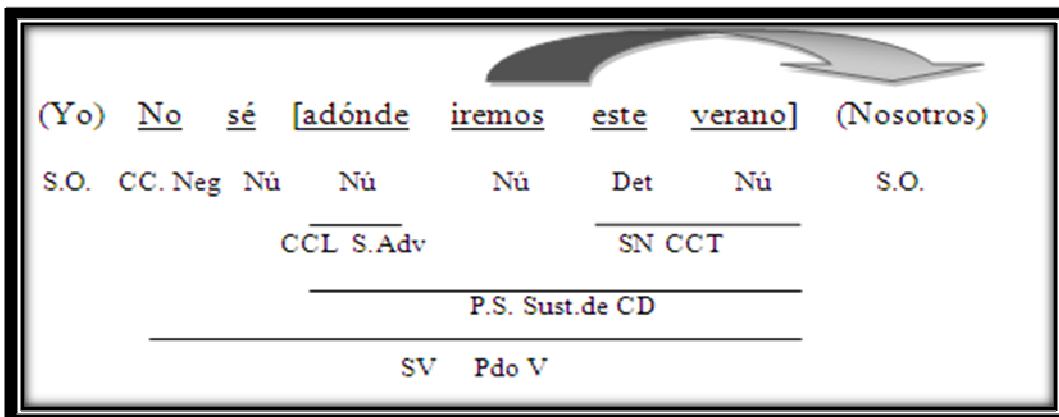 (Yo) No sé [adónde iremos este verano] (Nosotros)
S.O. CC. Neg Nú Nú Nú Det Nú S.O.
CCL S.Adv SN CCT
P.S. Sust.de CD
SV Pdo V